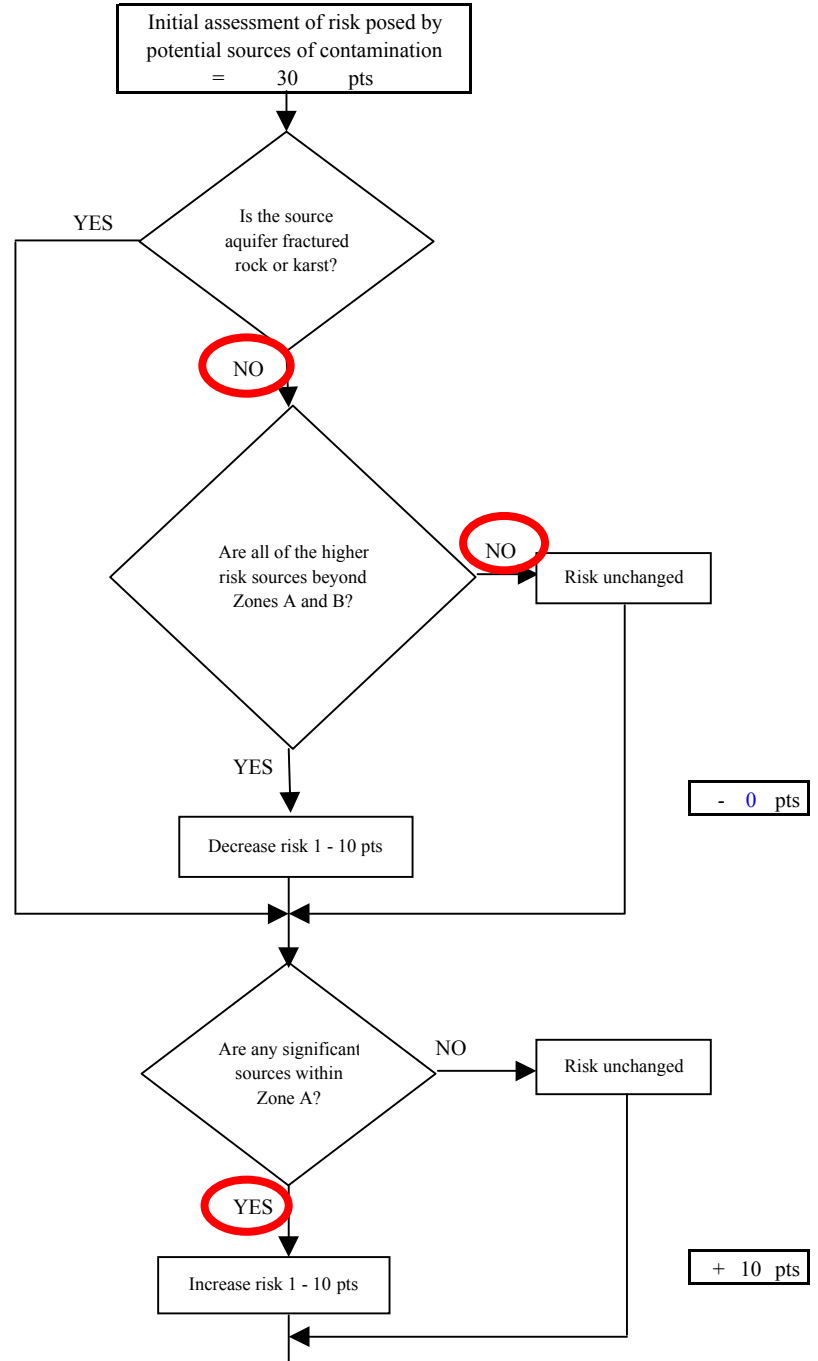 Initial assessment of risk posed by
potential sources of contamination
= 30 pts
YES
Is the source
aquifer fractured
rock or karst?
NO
Are all of the higher
risk sources beyond
Zones A and B?
NO
Risk unchanged
YES
- 0 pts
Decrease risk 1 - 10 pts
Are any significant
sources within
Zone A?
NO
Risk unchanged
YES
+ 10 pts
Increase risk 1 - 10 pts